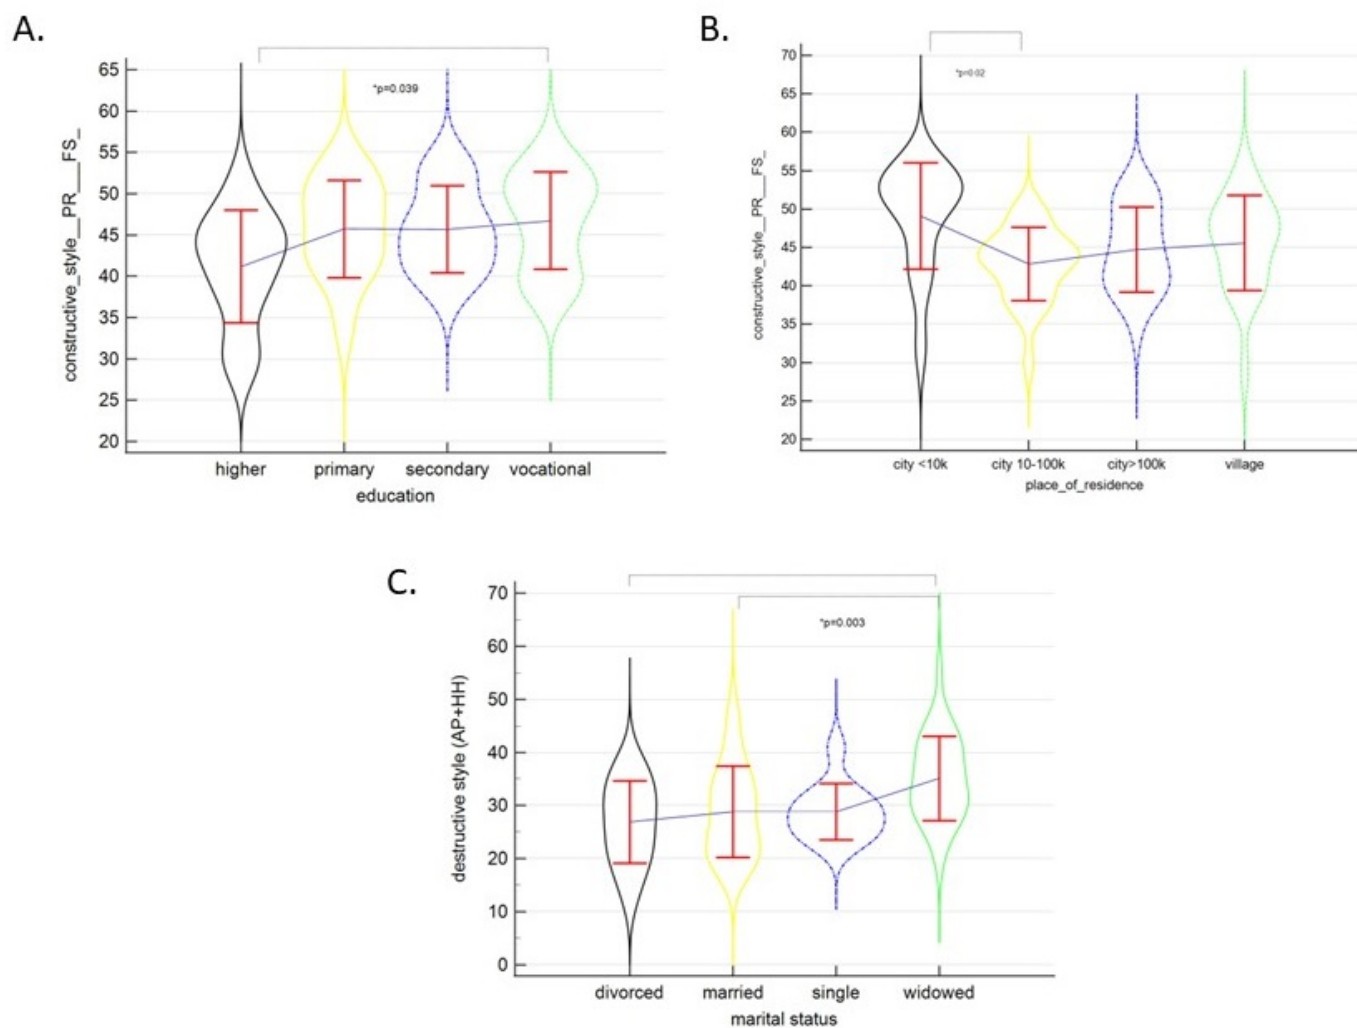 A.
*p=0.039
constructive_style__PR___FS_
65
60
55
50
45
40
35
30
25
20
higher primary secondary vocational
education
B.
*p=0.02
constructive_style__PR___FS_
70
65
60
55
50
45
40
35
30
25
20
city <10k city 10-100k city>100k village
place_of_residence
C.
*p=0.003
destructive style (AP+HH)
70
60
50
40
30
20
10
0
divorced married single widowed
marital status